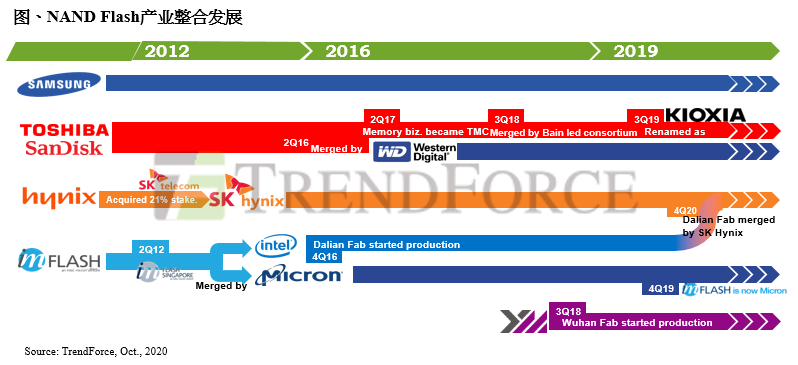 图、NAND Flash产业整合发展
2012
2016
2019
SAMSUNG
TOSHIBA
SanDisk
2Q17
Memory biz. became TMC
3Q18
Merged by Bain led consortium
3Q19
KIOXIA
Renamed as
2Q16
Merged by
WD
Western
Digital
TRENDFORCE
hynix
Acquired 21% stake.
SK telecom
SK hynix
4Q20
Dalian Fab merged
by SK Hynix
im FLASH
2Q12
im FLASH
SINGAPORE
Merged by
intel
Dalian Fab started production
4Q16
Micron
4Q19
im FLASH is now Micron
3Q18
Wuhan Fab started production
Source: TrendForce, Oct., 2020